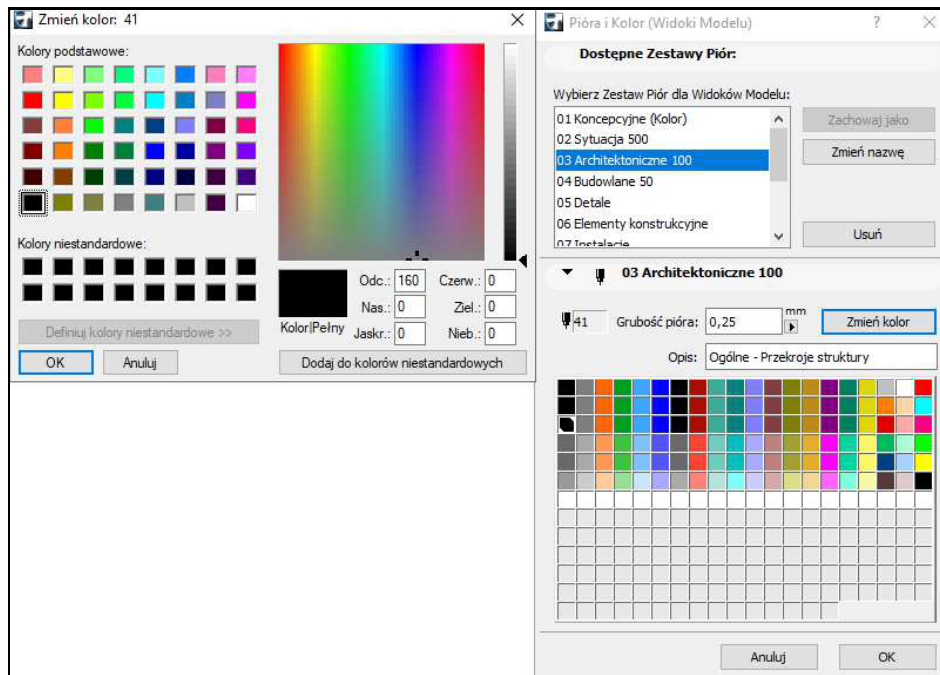 Zmień kolor: 41
Kolory podstawowe:
Kolory niestandardowe:
Definiuj kolory niestandardowe >>
OK
Anuluj
Kolor|Pełny
Odc.: 160
Nas.: 0
Jaskr.: 0
Czerw.: 0
Ziel.: 0
Nieb.: 0
Dodaj do kolorów niestandardowych
Pióra i Kolor (Widoki Modelu)
Dostępne Zestawy Piór:
Wybierz Zestaw Piór dla Widoków Modelu:
01 Koncepcyjne (Kolor)
02 Sytuacja 500
03 Architektoniczne 100
04 Budowlane 50
05 Detale
06 Elementy konstrukcyjne
07 Instalacje
Zachowaj jako
Zmień nazwę
Usuń
03 Architektoniczne 100
41
Grubość pióra: 0,25 mm
Zmień kolor
Opis: Ogólne - Przekroje struktury
Anuluj
OK